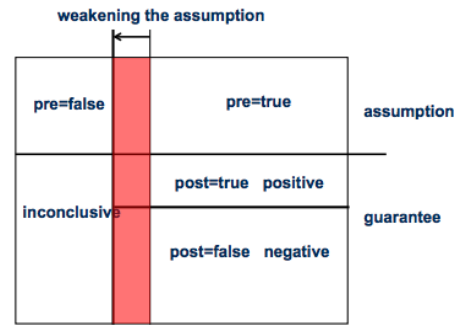 weakening the assumption
pre=false
pre=true
assumption
post=true positive
inconclusive
guarantee
post=false negative